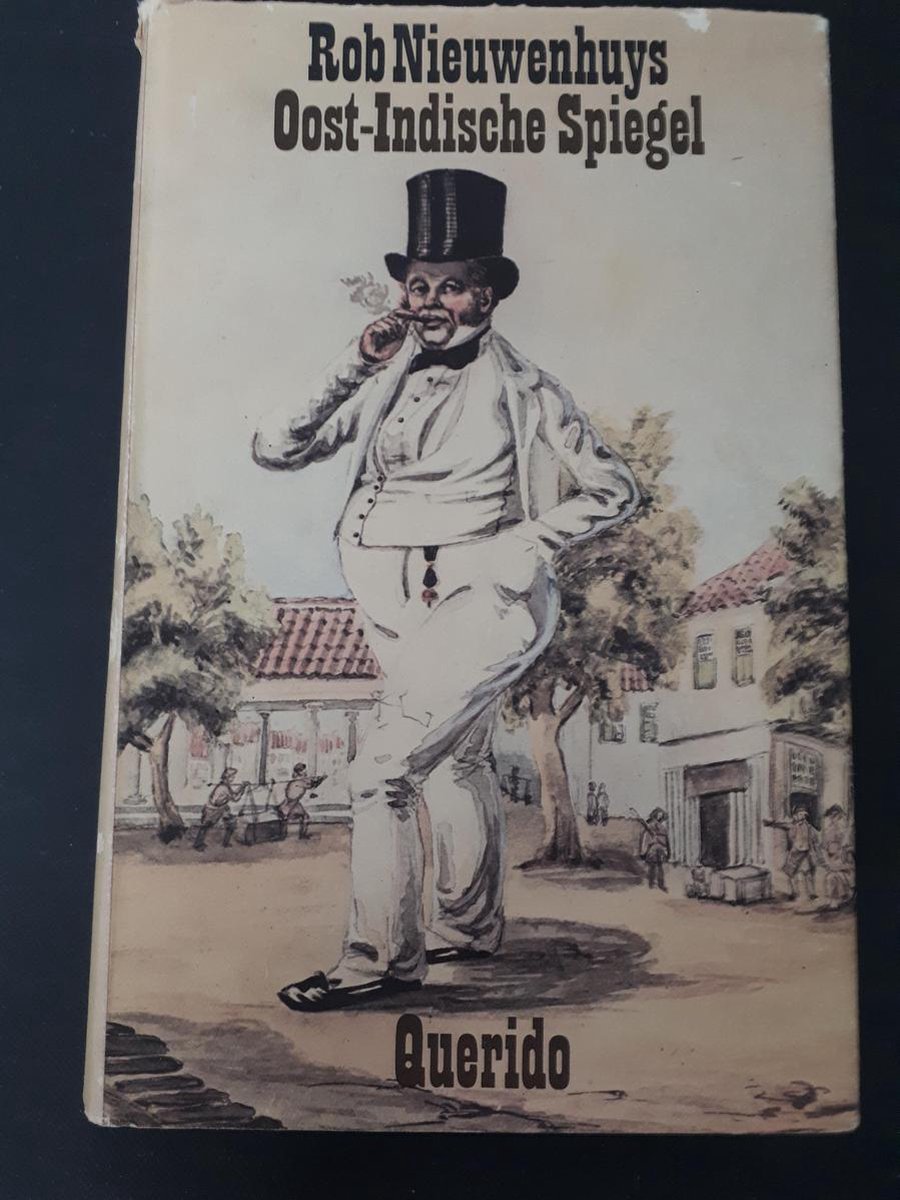 Rob Nieuwenhuys
Oost-Indische Spiegel
Querido